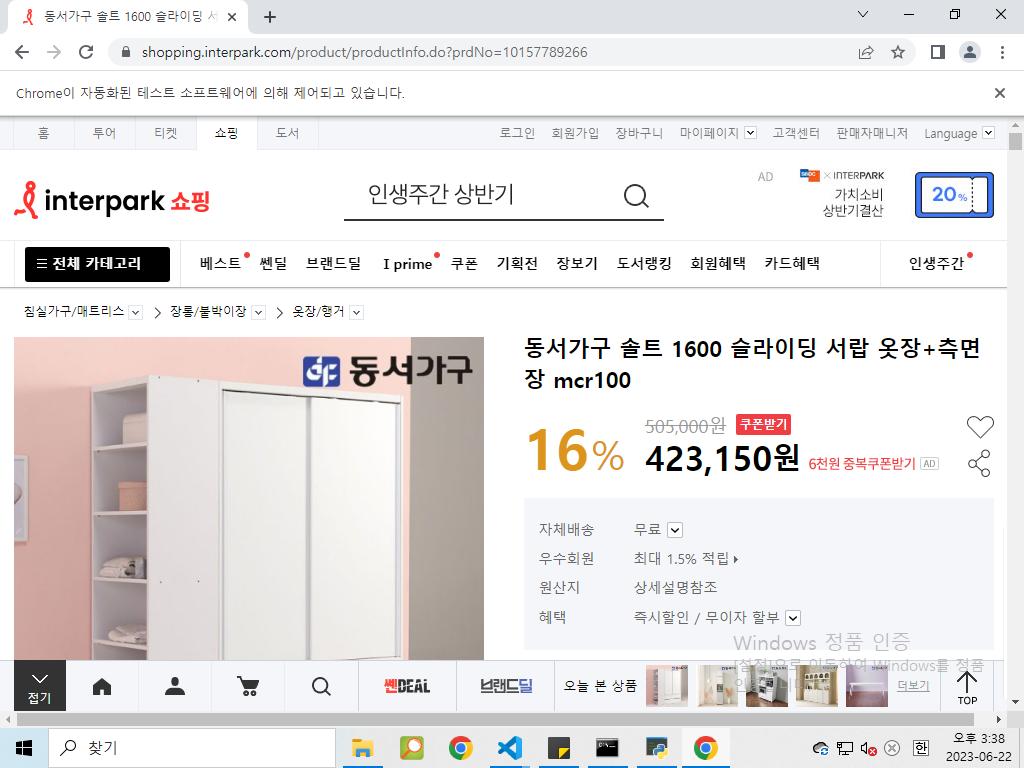 동서가구 솔트 1600 슬라이딩 서
shopping.interpark.com/product/productInfo.do?prdNo=10157789266
Chrome이 자동화된 테스트 소프트웨어에 의해 제어되고 있습니다.
홈 투어 티켓 쇼핑 도서 로그인 회원가입 장바구니 마이페이지 고객센터 판매자매니저 Language
interpark 쇼핑
인생주간 상반기
AD
× INTERPARK
가치소비
상반기결산
20%
전체 카테고리 베스트 쎈딜 브랜드딜 I prime 쿠폰 기획전 장보기 도서랭킹 회원혜택 카드혜택 인생주간
침실가구/매트리스 장롱/붙박이장 옷장/행거
동서가구
동서가구 솔트 1600 슬라이딩 서랍 옷장+측면
장 mcr100
16%
505,000원 쿠폰받기
423,150원 6천원 중복쿠폰받기 AD
자체배송 무료
우수회원 최대 1.5% 적립
원산지 상세설명참조
혜택 즉시할인 / 무이자 할부
Windows 정품 인증
[설정]으로 이동하여 Windows를 정품
접기
쎈DEAL
브랜드딜
오늘 본 상품
더보기
TOP
찾기
한
오후 3:38
2023-06-22